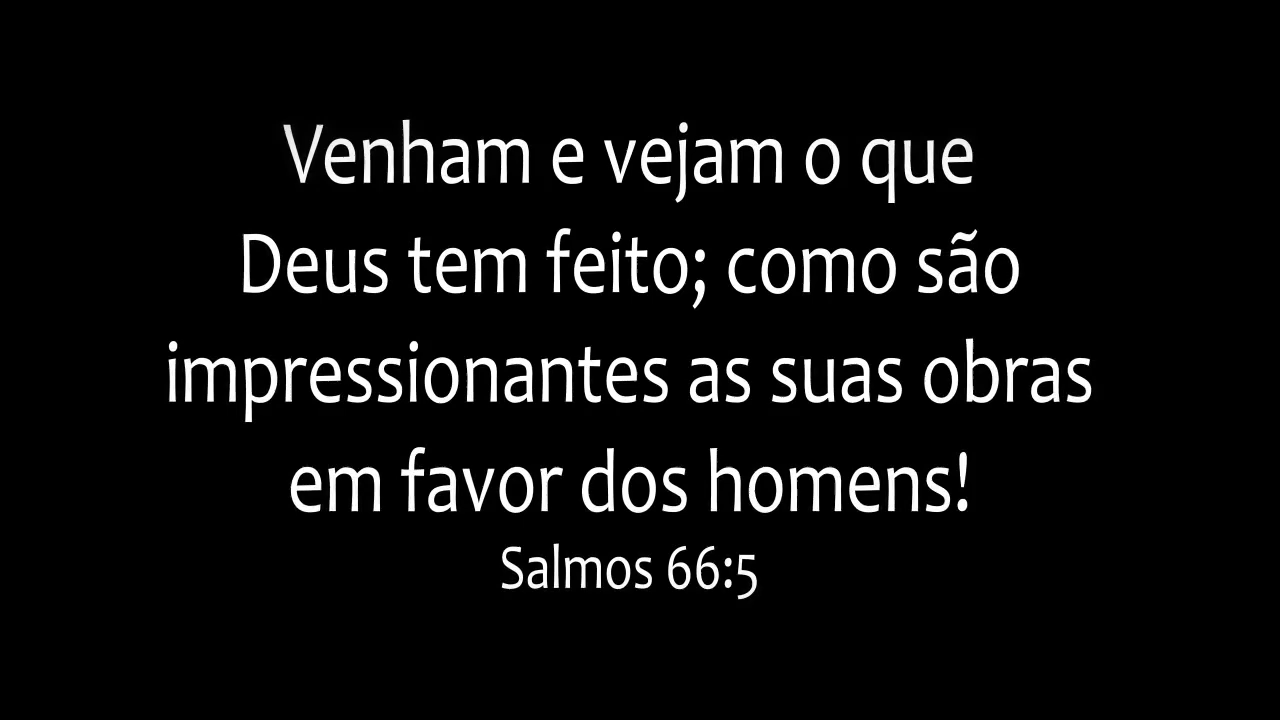 Venham e vejam o que
Deus tem feito; como são
impressionantes as suas obras
em favor dos homens!
Salmos 66:5